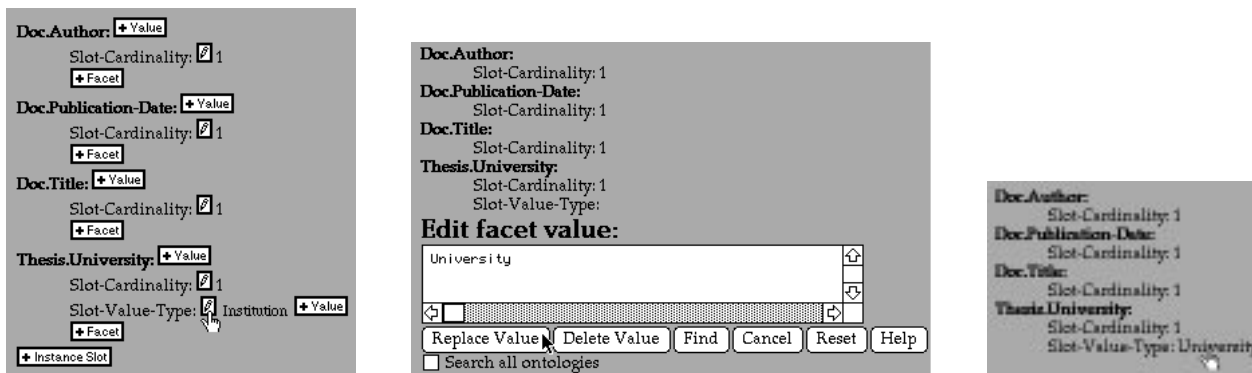 Doc.Author: + Value
Slot-Cardinality: 1
+ Facet
Doc.Publication-Date: + Value
Slot-Cardinality: 1
+ Facet
Doc.Title: + Value
Slot-Cardinality: 1
+ Facet
Thesis.University: + Value
Slot-Cardinality: 1
Slot-Value-Type: Institution + Value
+ Facet
+ Instance Slot
Doc.Author:
Slot-Cardinality: 1
Doc.Publication-Date:
Slot-Cardinality: 1
Doc.Title:
Slot-Cardinality: 1
Thesis.University:
Slot-Cardinality: 1
Slot-Value-Type:
Edit facet value:
University
Replace Value Delete Value Find Cancel Reset Help
Search all ontologies
Doc.Author:
Slot-Cardinality: 1
Doc.Publication-Date:
Slot-Cardinality: 1
Doc.Title:
Slot-Cardinality: 1
Thesis.University:
Slot-Cardinality: 1
Slot-Value-Type: University